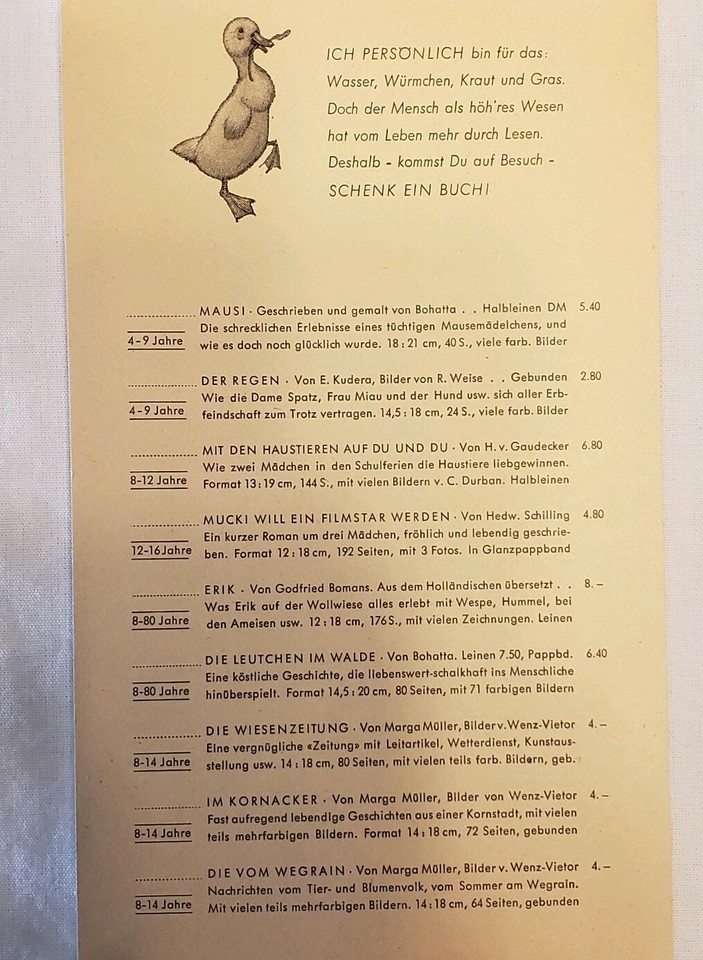 ICH PERSÖNLICH bin für das:
Wasser, Würmchen, Kraut und Gras.
Doch der Mensch als höh'res Wesen
hat vom Leben mehr durch Lesen.
Deshalb - kommst Du auf Besuch -
SCHENK EIN BUCH!
MAUSI · Geschrieben und gemalt von Bohatta . . Halbleinen DM 5.40
Die schrecklichen Erlebnisse eines tüchtigen Mausemädelchens, und
4-9 Jahre wie es doch noch glücklich wurde. 18:21 cm, 40 S., viele farb. Bilder
DER REGEN · Von E. Kudera, Bilder von R. Weise . . Gebunden 2.80
Wie die Dame Spatz, Frau Miau und der Hund usw. sich aller Erb-
4-9 Jahre feindschaft zum Trotz vertragen. 14,5:18 cm, 24 S., viele farb. Bilder
MIT DEN HAUSTIEREN AUF DU UND DU · Von H. v. Gaudecker 6.80
Wie zwei Mädchen in den Schulferien die Haustiere liebgewinnen.
8-12 Jahre Format 13:19 cm, 144 S., mit vielen Bildern v. C. Durban. Halbleinen
MUCKI WILL EIN FILMSTAR WERDEN · Von Hedw. Schilling 4.80
Ein kurzer Roman um drei Mädchen, fröhlich und lebendig geschrie-
12-16 Jahre ben. Format 12:18 cm, 192 Seiten, mit 3 Fotos. In Glanzpappband
ERIK · Von Godfried Bomans. Aus dem Holländischen übersetzt . . 8.–
Was Erik auf der Wollwiese alles erlebt mit Wespe, Hummel, bei
8-80 Jahre den Ameisen usw. 12:18 cm, 176 S., mit vielen Zeichnungen. Leinen
DIE LEUTCHEN IM WALDE · Von Bohatta. Leinen 7.50, Pappbd. 6.40
Eine köstliche Geschichte, die liebenswert-schalkhaft ins Menschliche
8-80 Jahre hinüberspielt. Format 14,5:20 cm, 80 Seiten, mit 71 farbigen Bildern
DIE WIESENZEITUNG · Von Marga Müller, Bilder v. Wenz-Vietor 4.–
Eine vergnügliche «Zeitung» mit Leitartikel, Wetterdienst, Kunstaus-
8-14 Jahre stellung usw. 14:18 cm, 80 Seiten, mit vielen teils farb. Bildern, geb.
IM KORNACKER · Von Marga Müller, Bilder von Wenz-Vietor 4.–
Fast aufregend lebendige Geschichten aus einer Kornstadt, mit vielen
8-14 Jahre teils mehrfarbigen Bildern. Format 14:18 cm, 72 Seiten, gebunden
DIE VOM WEGRAIN · Von Marga Müller, Bilder v. Wenz-Vietor 4.–
Nachrichten vom Tier- und Blumenvolk, vom Sommer am Wegrain.
8-14 Jahre Mit vielen teils mehrfarbigen Bildern. 14:18 cm, 64 Seiten, gebunden